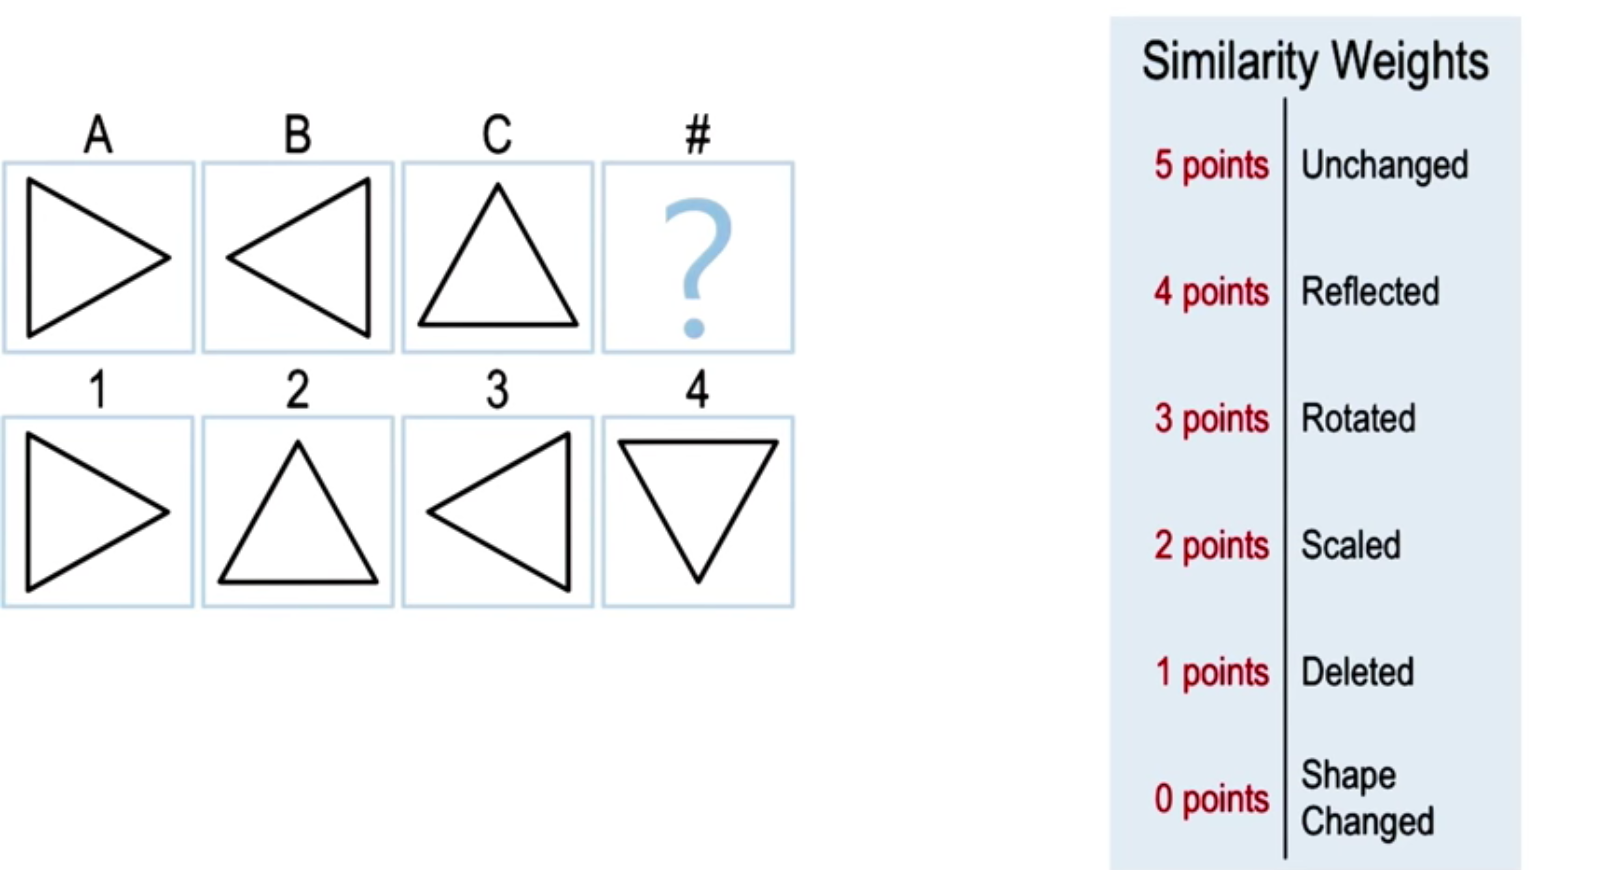 Similarity Weights
A B C #
?
1 2 3 4
5 points Unchanged
4 points Reflected
3 points Rotated
2 points Scaled
1 points Deleted
0 points Shape
Changed